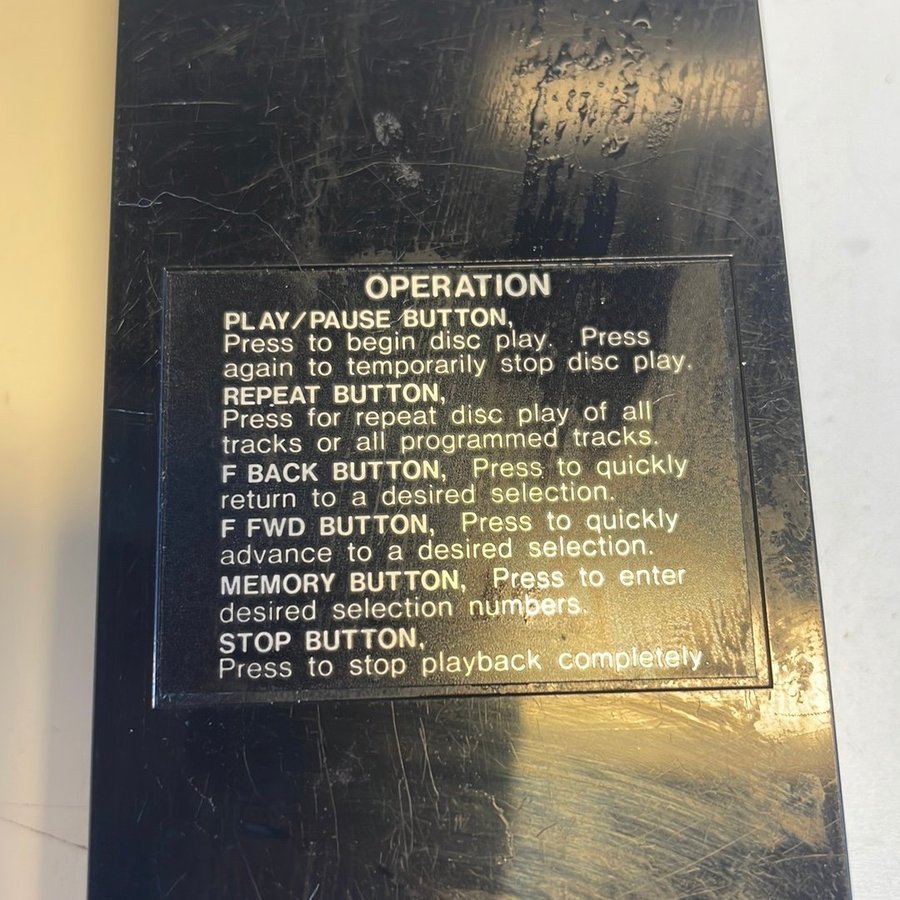 OPERATION
PLAY/PAUSE BUTTON,
Press to begin disc play. Press
again to temporarily stop disc play.
REPEAT BUTTON,
Press for repeat disc play of all
tracks or all programmed tracks.
F BACK BUTTON, Press to quickly
return to a desired selection.
F FWD BUTTON, Press to quickly
advance to a desired selection.
MEMORY BUTTON, Press to enter
desired selection numbers.
STOP BUTTON,
Press to stop playback completely